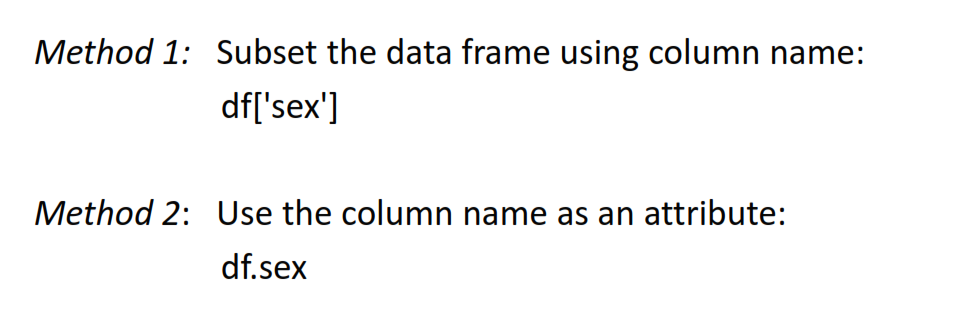 Method 1: Subset the data frame using column name:
df['sex']
Method 2: Use the column name as an attribute:
df.sex